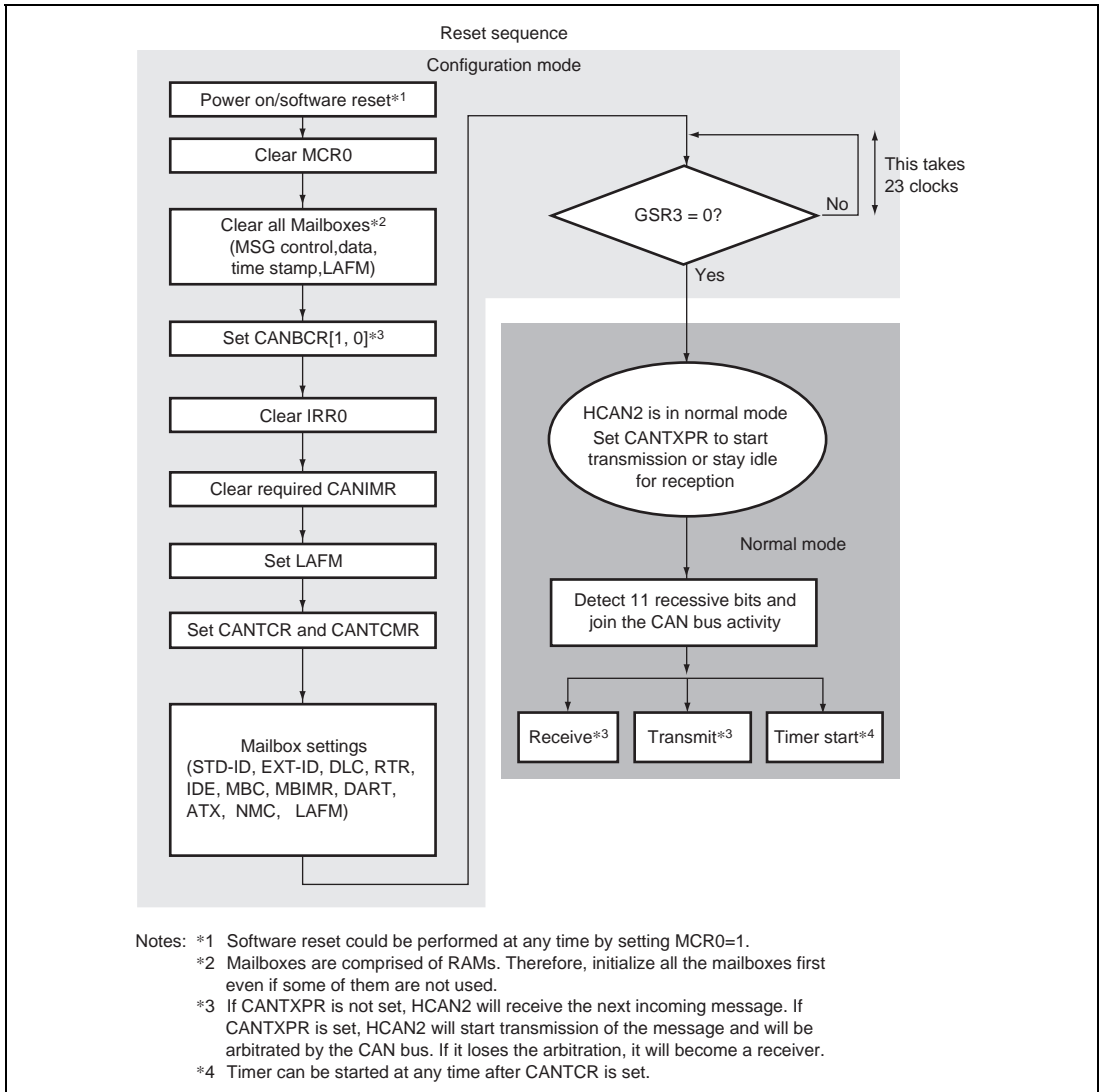 Reset sequence
Configuration mode
Power on/software reset*1
Clear MCR0
Clear all Mailboxes*2
(MSG control,data,
time stamp,LAFM)
Set CANBCR[1, 0]*3
Clear IRR0
Clear required CANIMR
Set LAFM
Set CANTCR and CANTCMR
Mailbox settings
(STD-ID, EXT-ID, DLC, RTR,
IDE, MBC, MBIMR, DART,
ATX, NMC, LAFM)
GSR3 = 0?
No
This takes
23 clocks
Yes
HCAN2 is in normal mode
Set CANTXPR to start
transmission or stay idle
for reception
Normal mode
Detect 11 recessive bits and
join the CAN bus activity
Receive*3
Transmit*3
Timer start*4
Notes: *1 Software reset could be performed at any time by setting MCR0=1.
*2 Mailboxes are comprised of RAMs. Therefore, initialize all the mailboxes first
even if some of them are not used.
*3 If CANTXPR is not set, HCAN2 will receive the next incoming message. If
CANTXPR is set, HCAN2 will start transmission of the message and will be
arbitrated by the CAN bus. If it loses the arbitration, it will become a receiver.
*4 Timer can be started at any time after CANTCR is set.